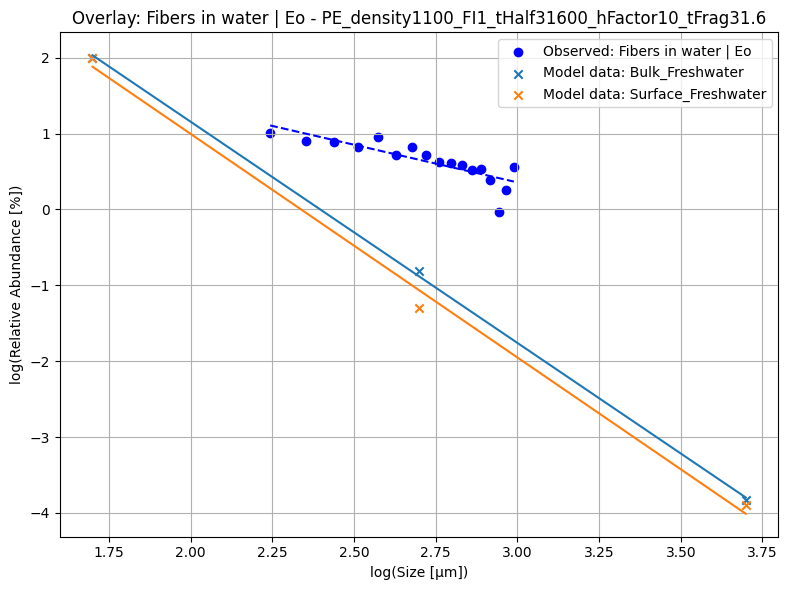 Overlay: Fibers in water | Eo - PE_density1100_FI1_tHalf31600_hFactor10_tFrag31.6
Observed: Fibers in water | Eo
Model data: Bulk_Freshwater
Model data: Surface_Freshwater
log(Relative Abundance [%])
2
1
0
−1
−2
−3
−4
1.75
2.00
2.25
2.50
2.75
3.00
3.25
3.50
3.75
log(Size [μm])